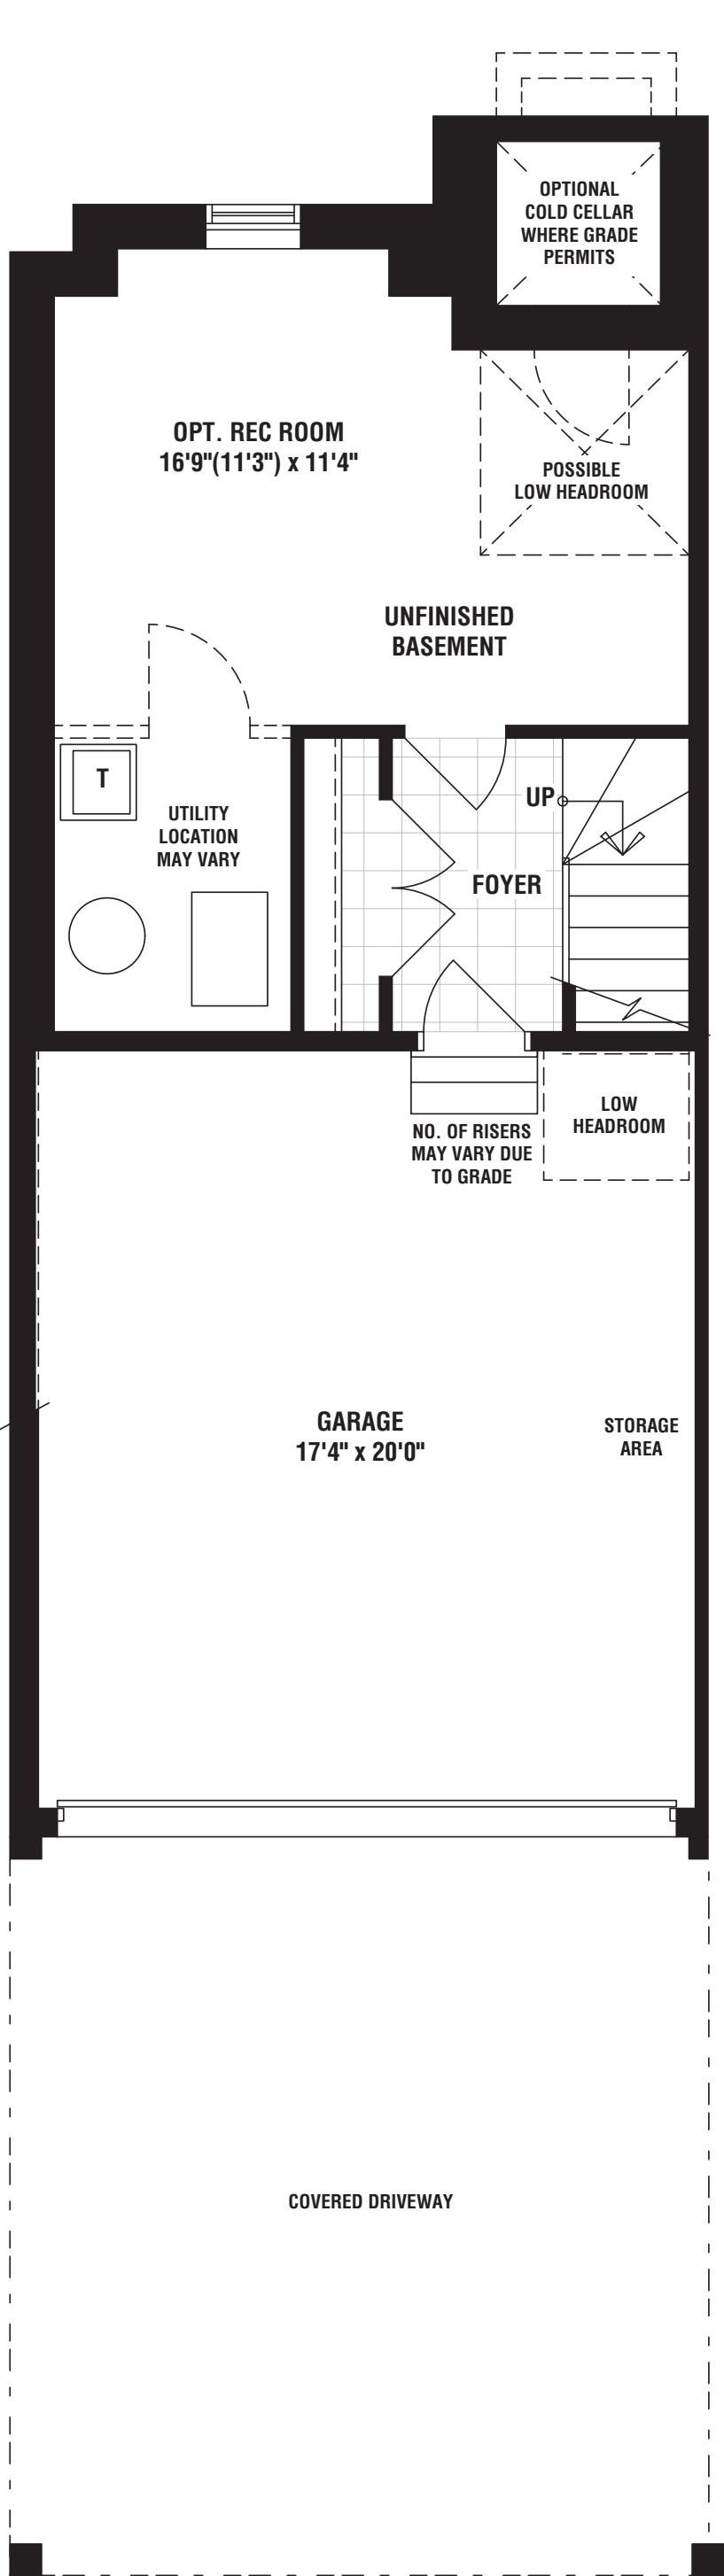 OPTIONAL
COLD CELLAR
WHERE GRADE
PERMITS
OPT. REC ROOM
16'9"(11'3") x 11'4"
POSSIBLE
LOW HEADROOM
UNFINISHED
BASEMENT
T
UTILITY
LOCATION
MAY VARY
UP
FOYER
LOW
HEADROOM
NO. OF RISERS
MAY VARY DUE
TO GRADE
GARAGE
17'4" x 20'0"
STORAGE
AREA
COVERED DRIVEWAY